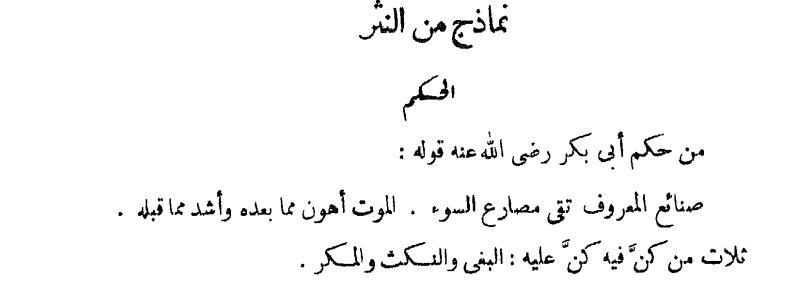 نماذج من النثر
الحكم
من حكم أبى بكر رضى الله عنه قوله :
صنائع المعروف تقى مصارع السوء . الموت أهون مما بعده وأشد مما قبله .
ثلاث من كنَّ فيه كنَّ عليه : البغى والنكث والمكر .